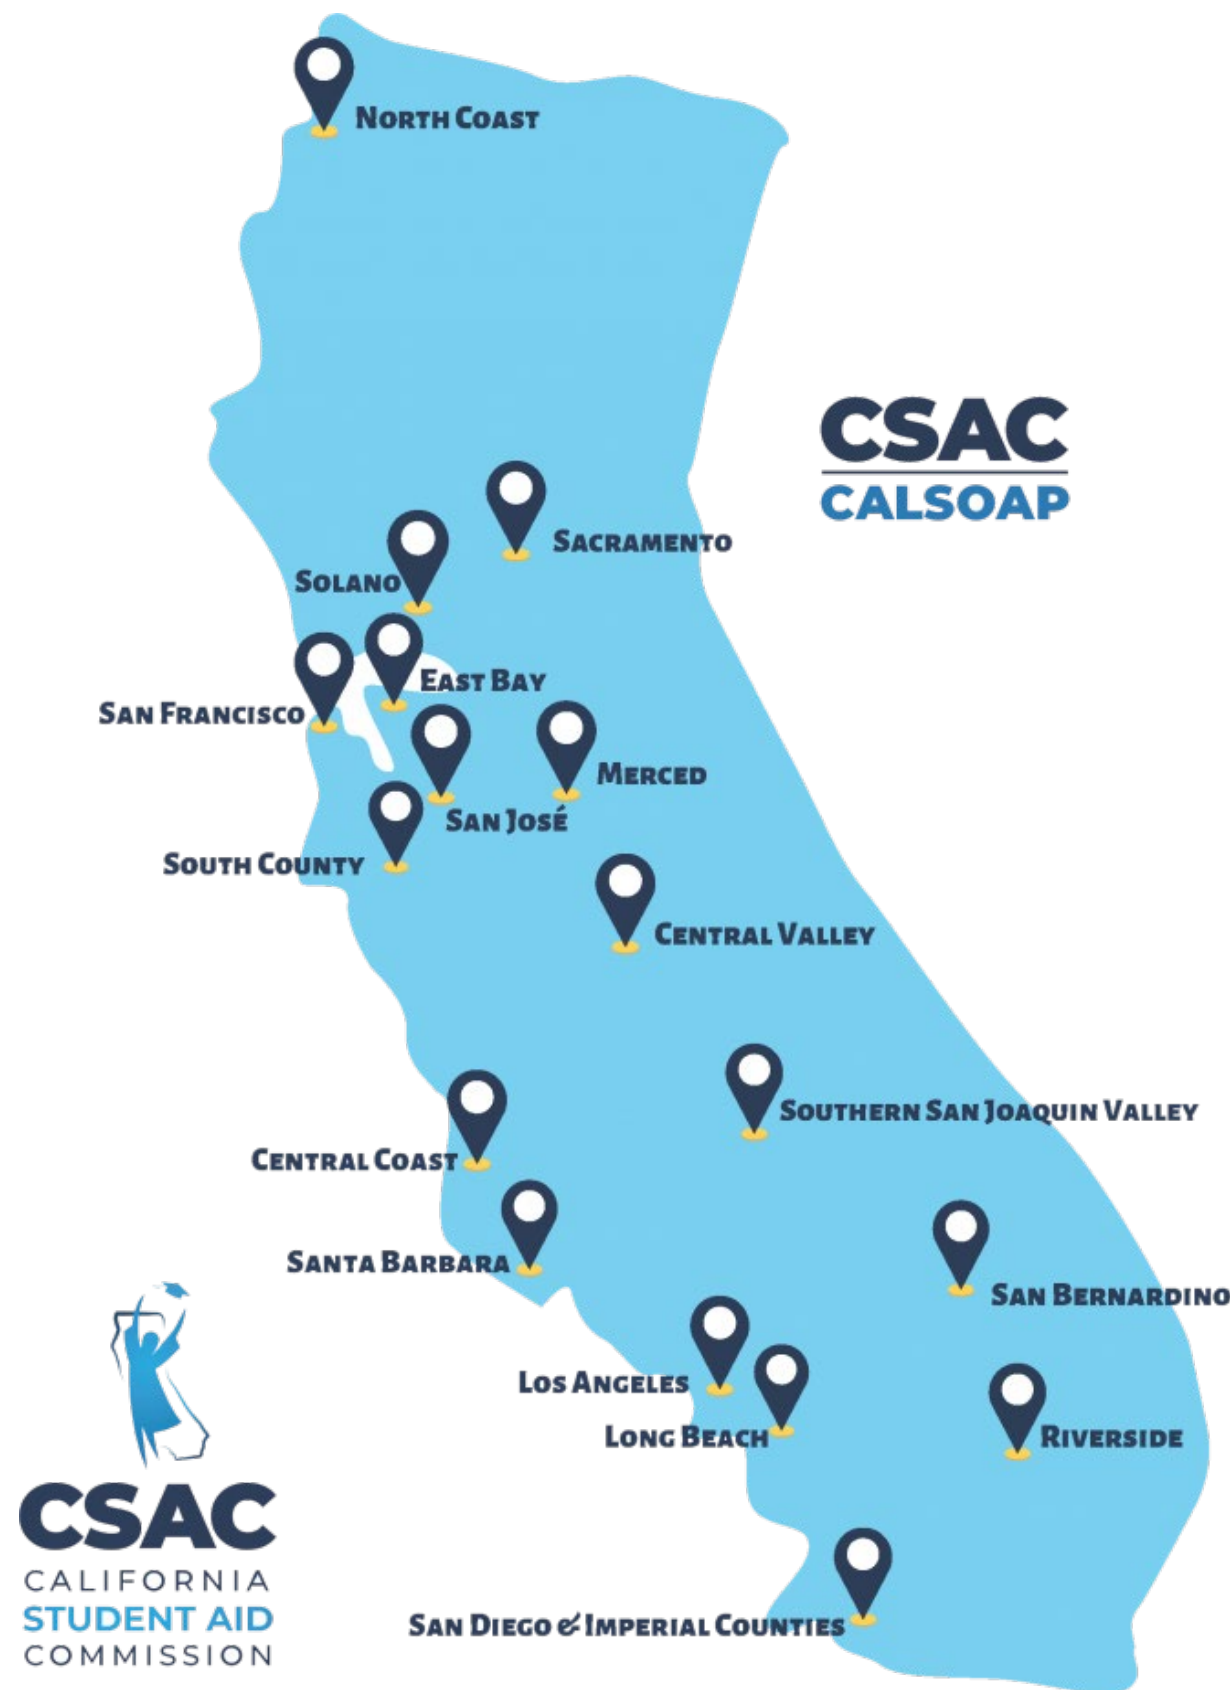 North Coast
CSAC
CALSOAP
Sacramento
Solano
East Bay
San Francisco
Merced
San José
South County
Central Valley
Southern San Joaquin Valley
Central Coast
Santa Barbara
San Bernardino
Los Angeles
Long Beach
Riverside
San Diego & Imperial Counties
CSAC
CALIFORNIA
STUDENT AID
COMMISSION